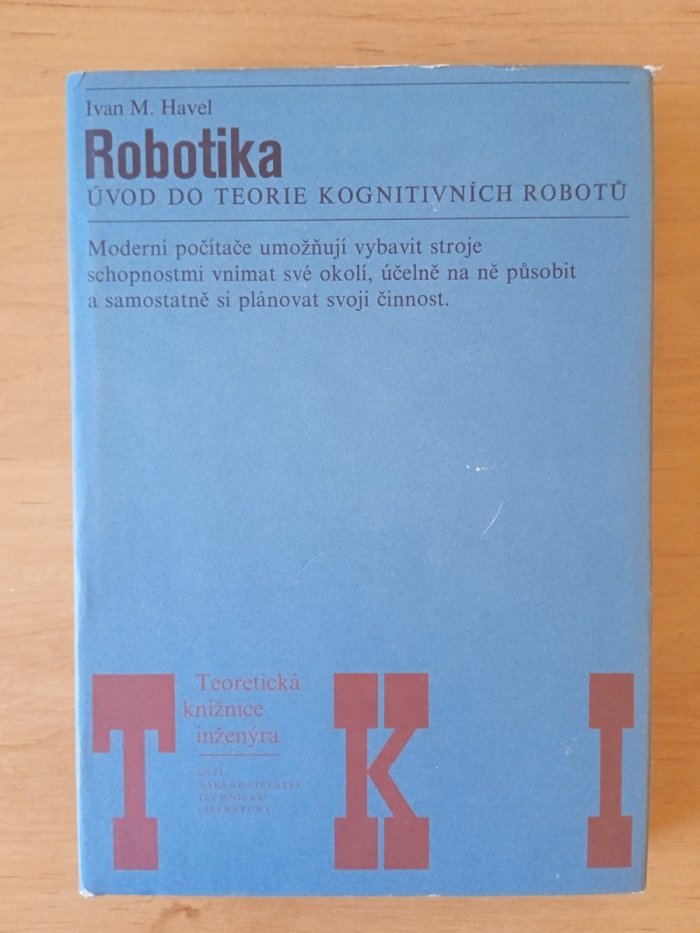 Ivan M. Havel
Robotika
ÚVOD DO TEORIE KOGNITIVNÍCH ROBOTŮ
Moderní počítače umožňují vybavit stroje
schopnostmi vnímat své okolí, účelně na ně působit
a samostatně si plánovat svoji činnost.
Teoretická
knižnice
inženýra
SNTL-
NAKLADATELSTVÍ
TECHNICKÉ
LITERATURY
T K I